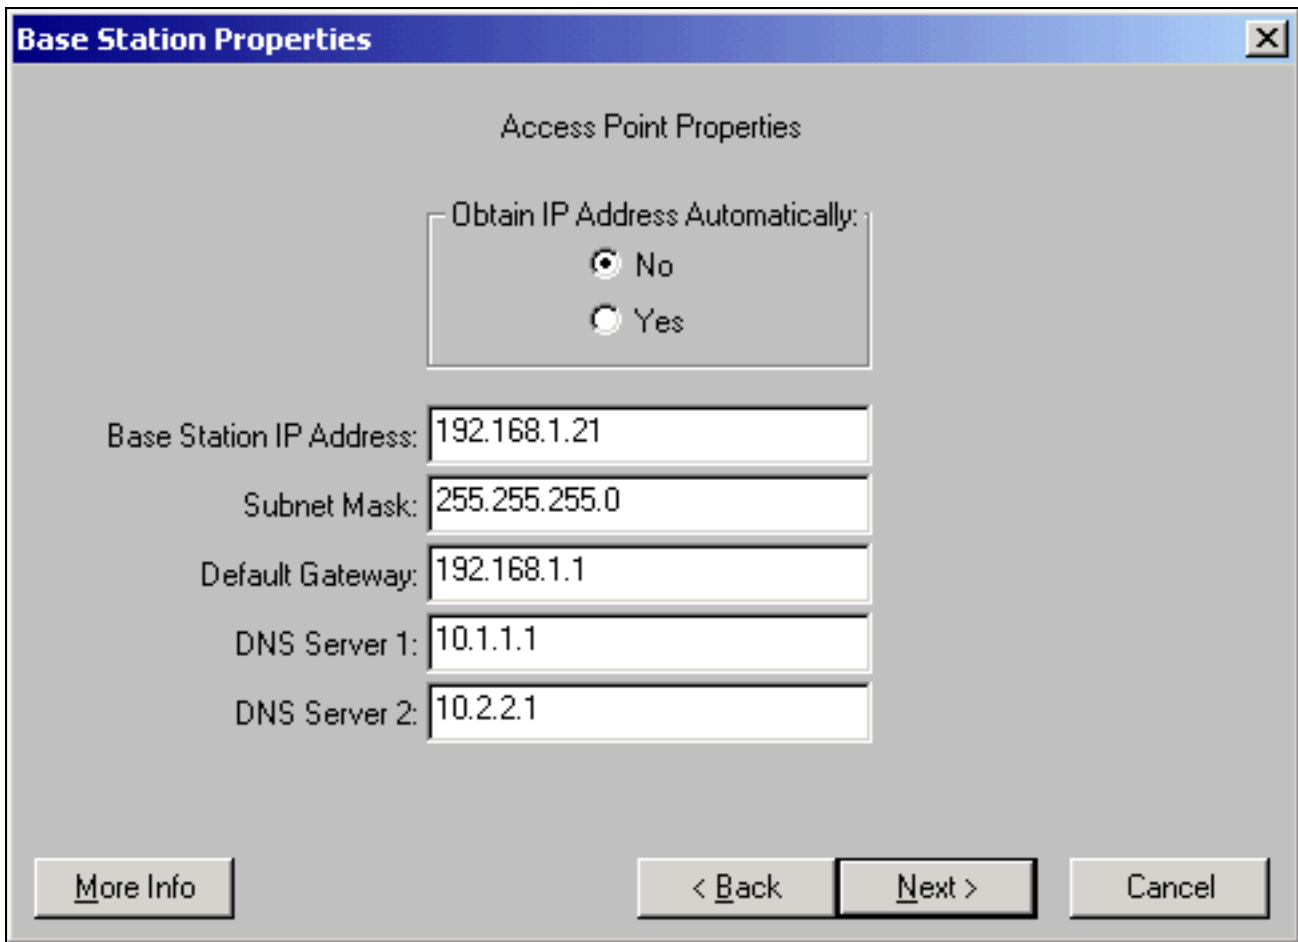 Base Station Properties
Access Point Properties
Obtain IP Address Automatically:
No
Yes
Base Station IP Address: 192.168.1.21
Subnet Mask: 255.255.255.0
Default Gateway: 192.168.1.1
DNS Server 1: 10.1.1.1
DNS Server 2: 10.2.2.1
More Info < Back Next > Cancel